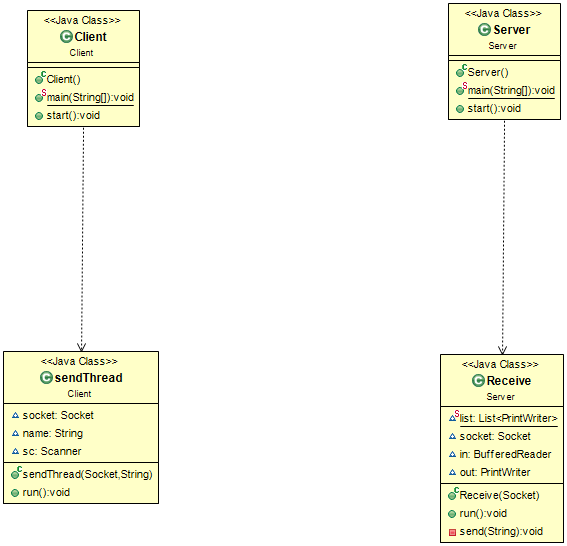 <<Java Class>>
Client
Client
Client()
main(String[]):void
start():void
<<Java Class>>
Server
Server
Server()
main(String[]):void
start():void
<<Java Class>>
sendThread
Client
socket: Socket
name: String
sc: Scanner
sendThread(Socket,String)
run():void
<<Java Class>>
Receive
Server
list: List<PrintWriter>
socket: Socket
in: BufferedReader
out: PrintWriter
Receive(Socket)
run():void
send(String):void